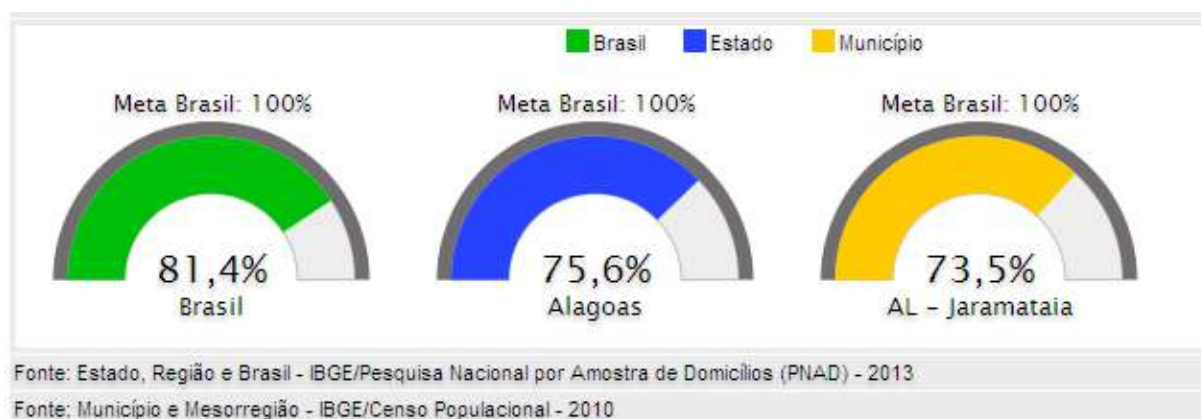 Brasil Estado Município
Meta Brasil: 100% Meta Brasil: 100% Meta Brasil: 100%
81,4% 75,6% 73,5%
Brasil Alagoas AL – Jaramataia
Fonte: Estado, Região e Brasil - IBGE/Pesquisa Nacional por Amostra de Domicílios (PNAD) - 2013
Fonte: Município e Mesorregião - IBGE/Censo Populacional - 2010